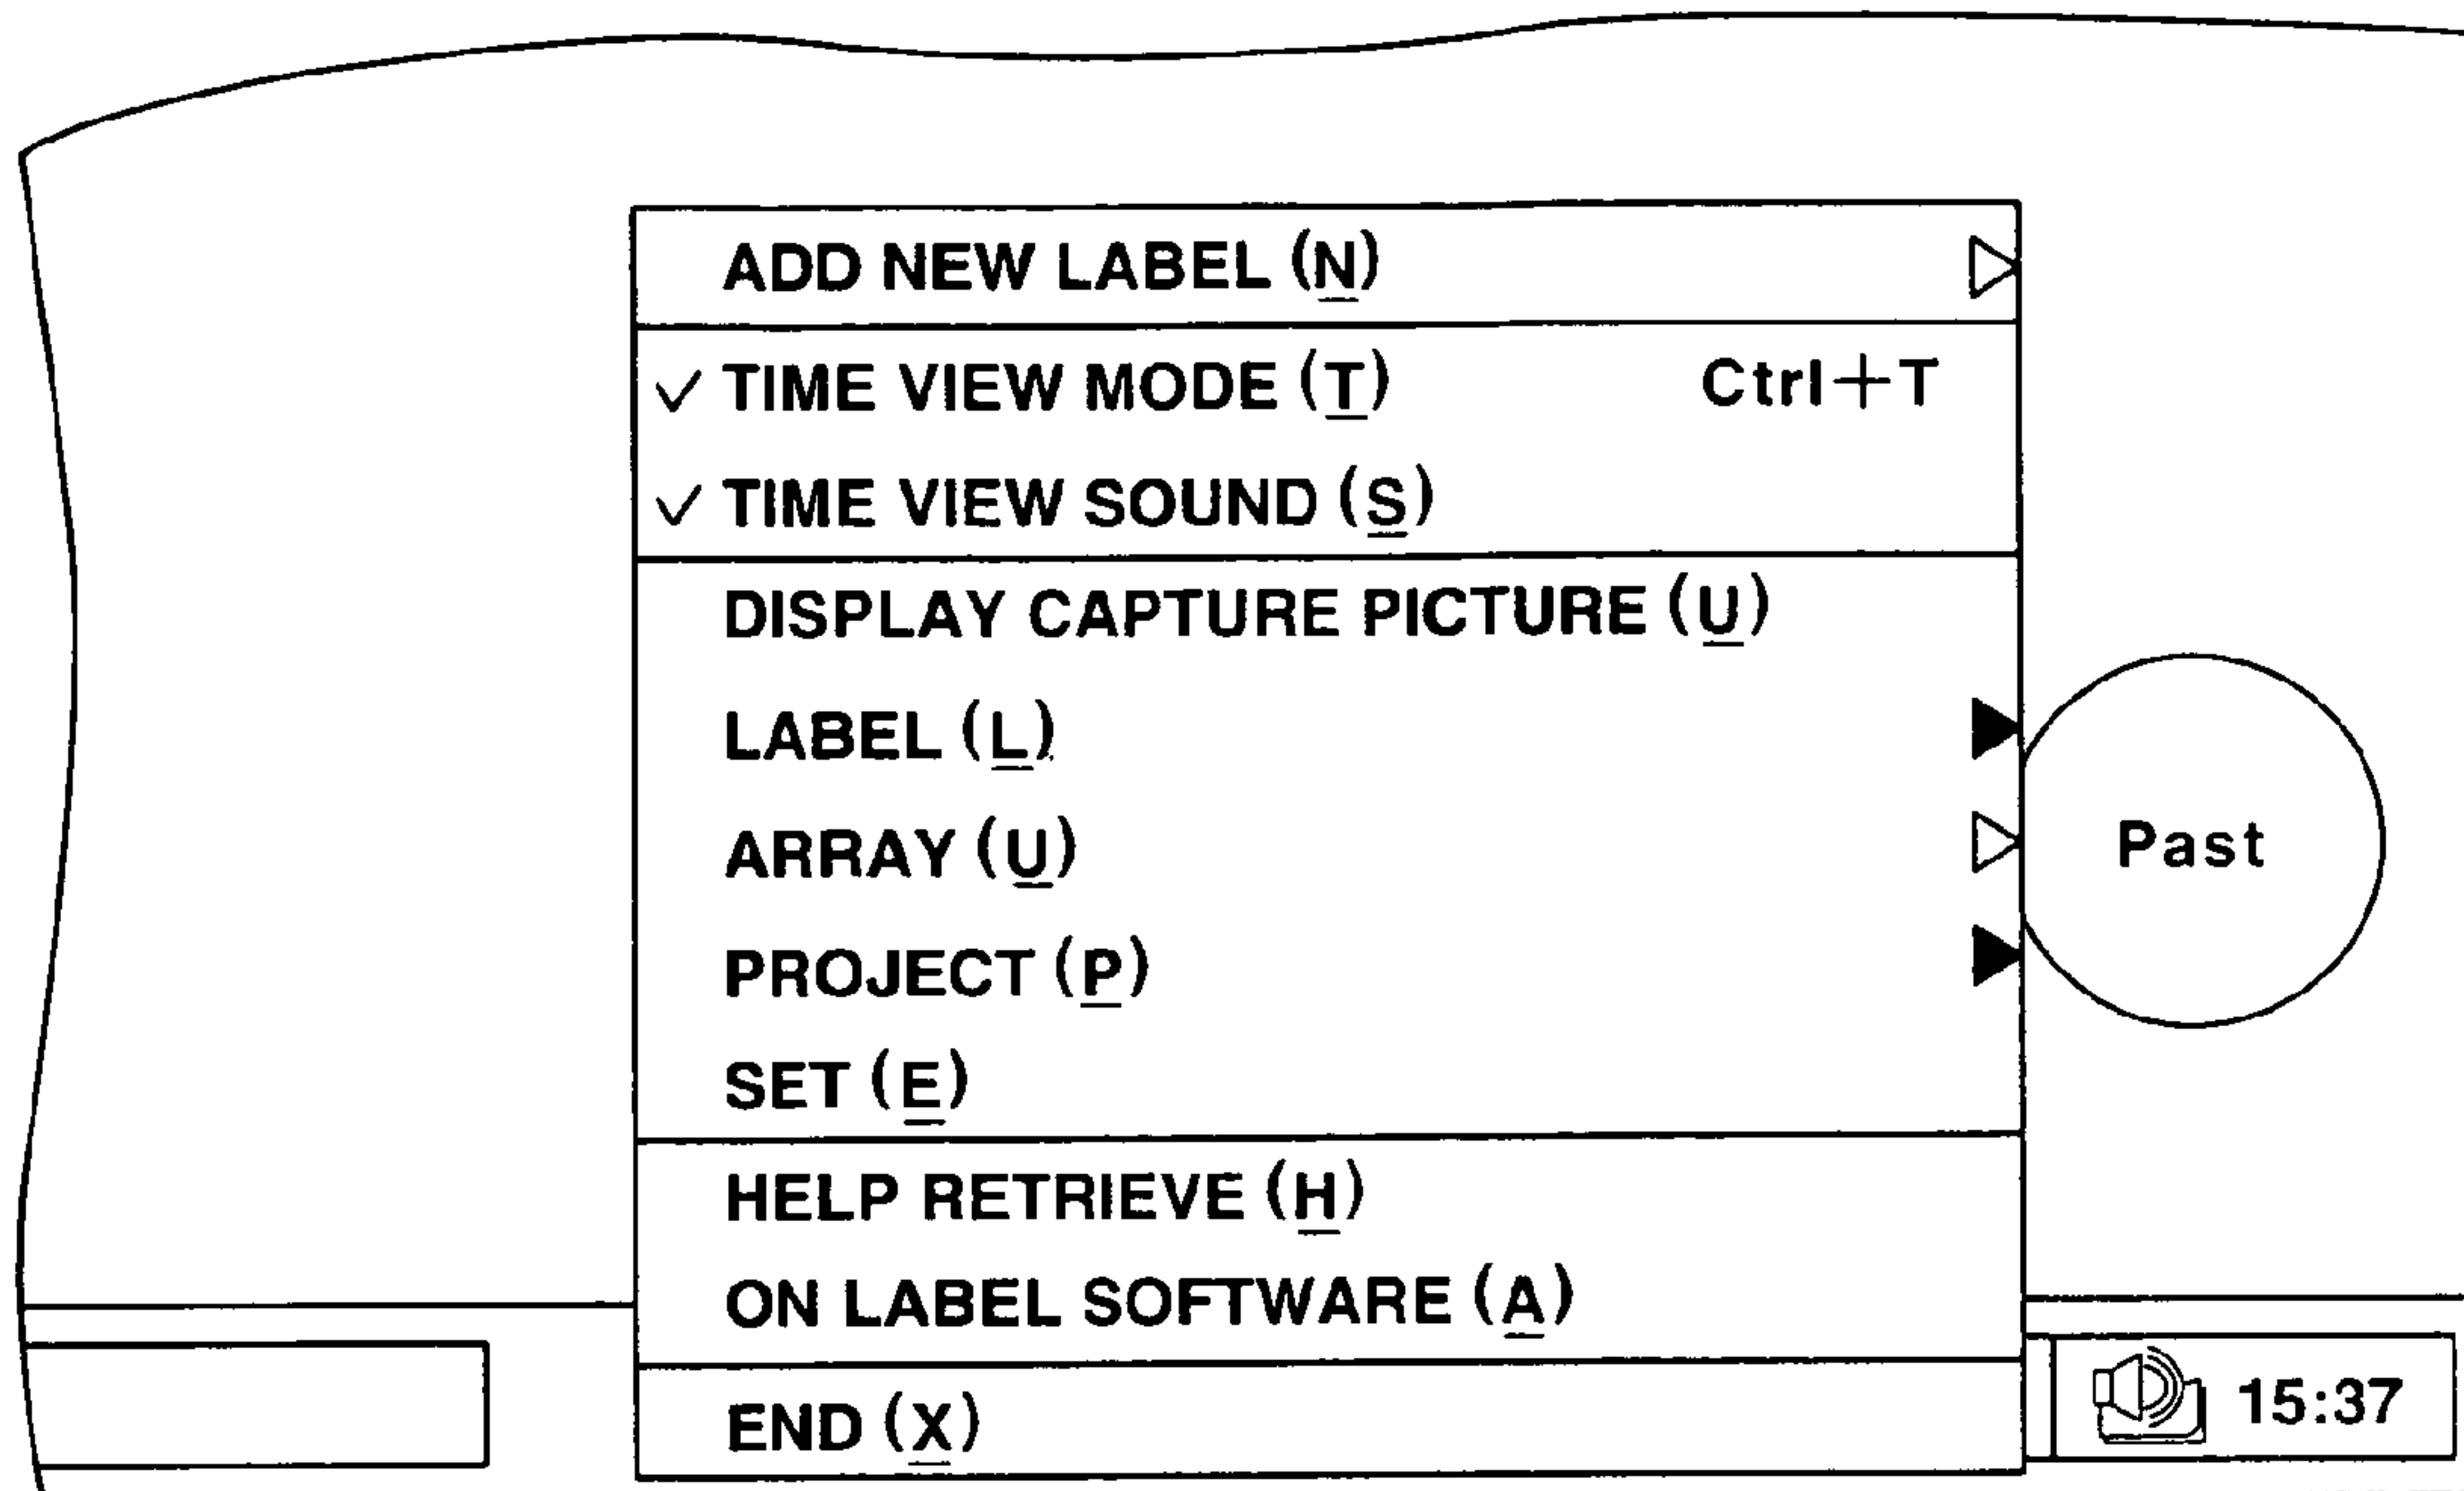 ADD NEW LABEL (N)
✓ TIME VIEW MODE (T) Ctrl+T
✓ TIME VIEW SOUND (S)
DISPLAY CAPTURE PICTURE (U)
LABEL (L)
ARRAY (U)
PROJECT (P)
SET (E)
HELP RETRIEVE (H)
ON LABEL SOFTWARE (A)
END (X)
Past
15:37